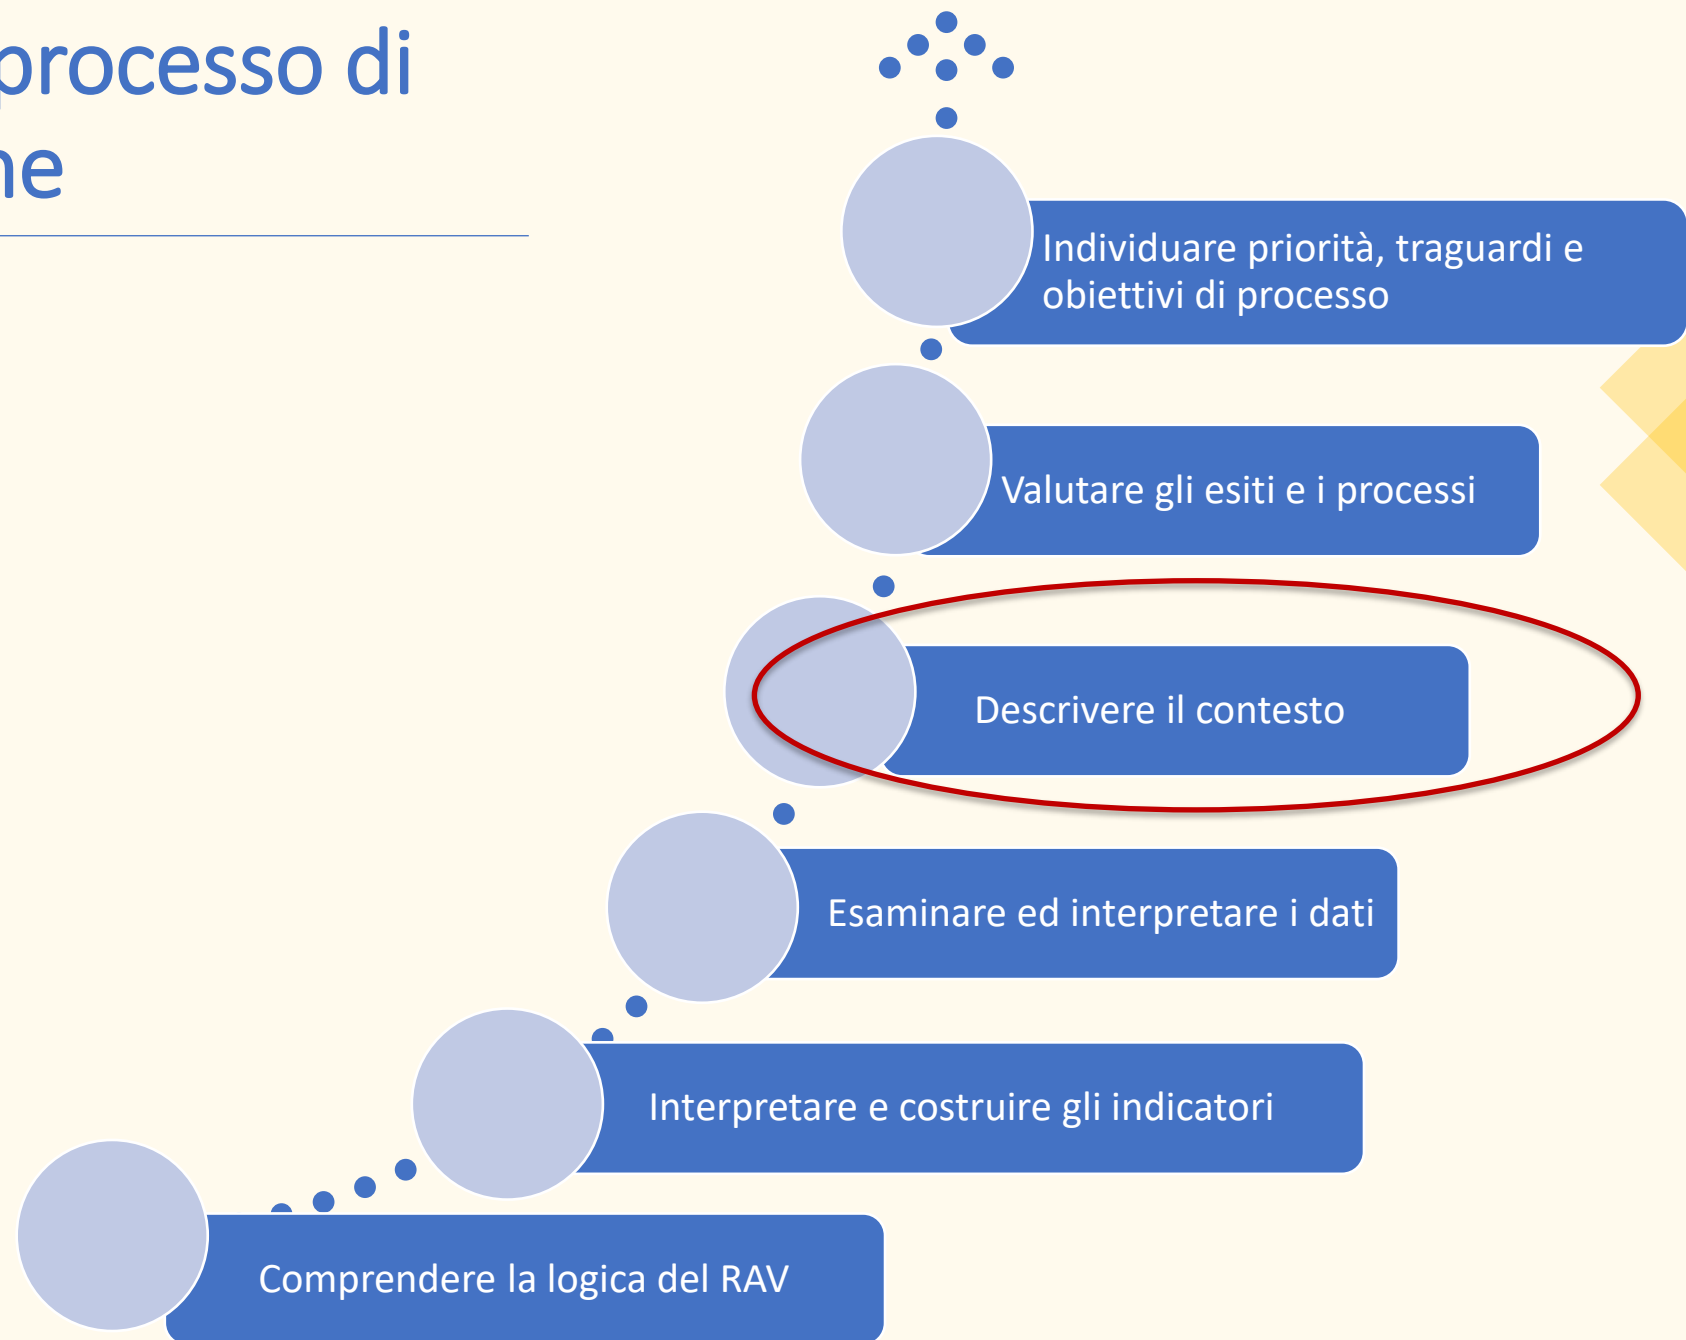 processo di
ne
Individuare priorità, traguardi e
obiettivi di processo
Valutare gli esiti e i processi
Descrivere il contesto
Esaminare ed interpretare i dati
Interpretare e costruire gli indicatori
Comprendere la logica del RAV